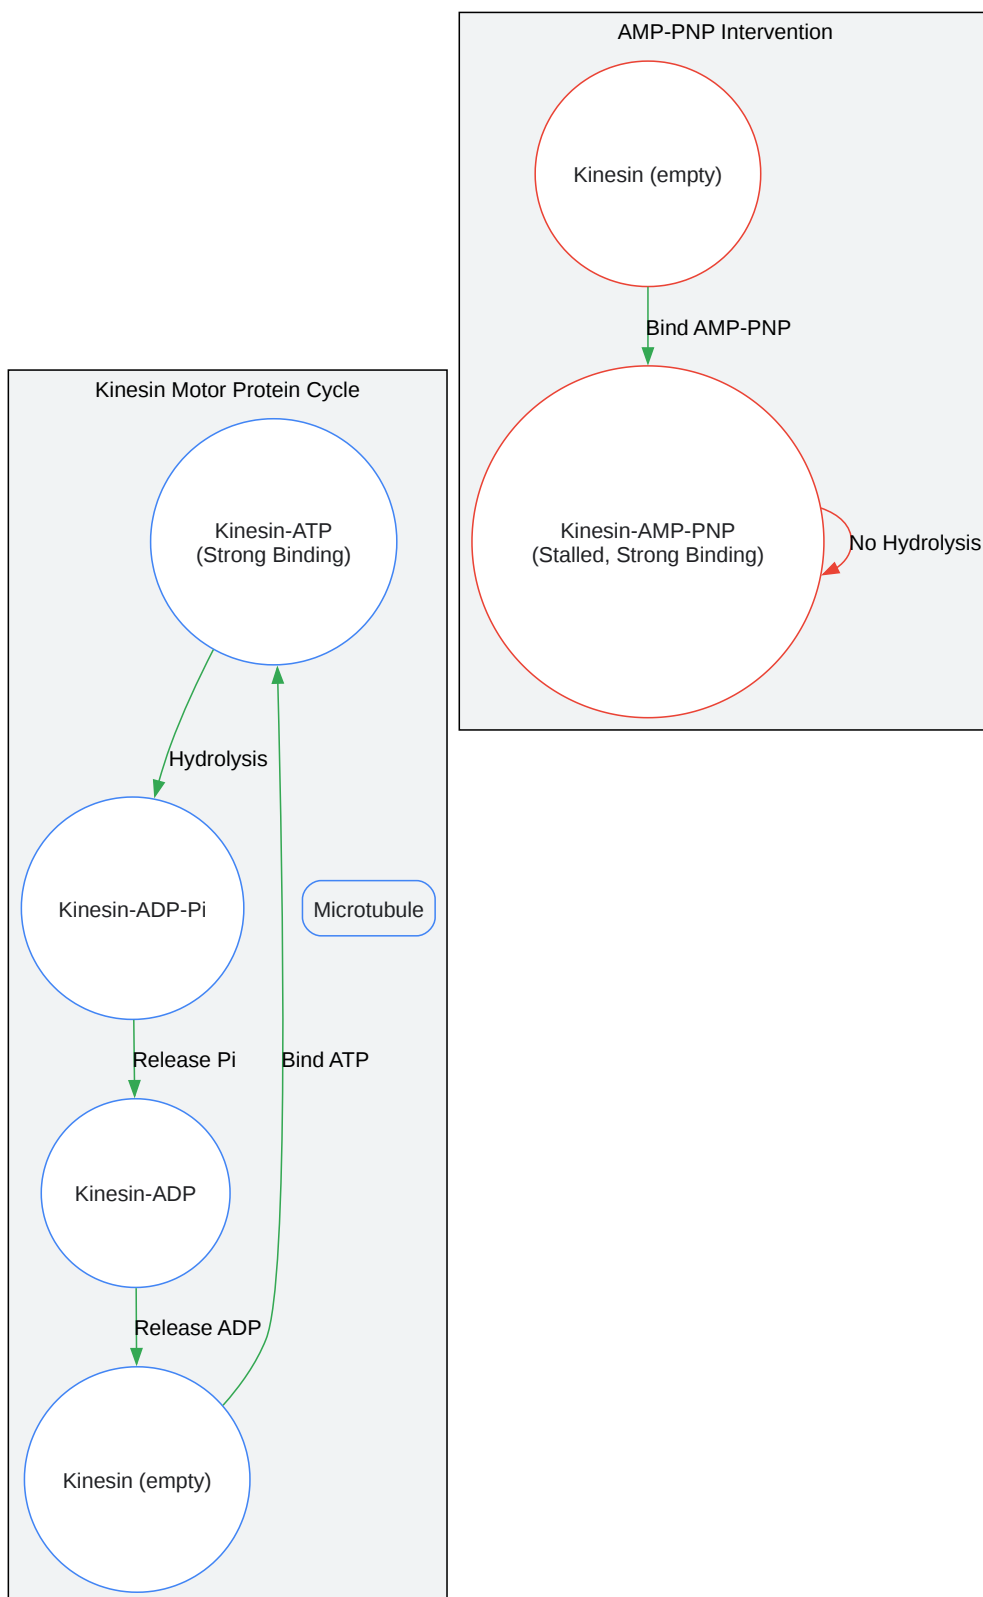 AMP-PNP Intervention
Kinesin (empty)
Bind AMP-PNP
Kinesin-AMP-PNP
(Stalled, Strong Binding)
No Hydrolysis
Kinesin Motor Protein Cycle
Kinesin-ATP
(Strong Binding)
Hydrolysis
Kinesin-ADP-Pi
Microtubule
Release Pi
Bind ATP
Kinesin-ADP
Release ADP
Kinesin (empty)